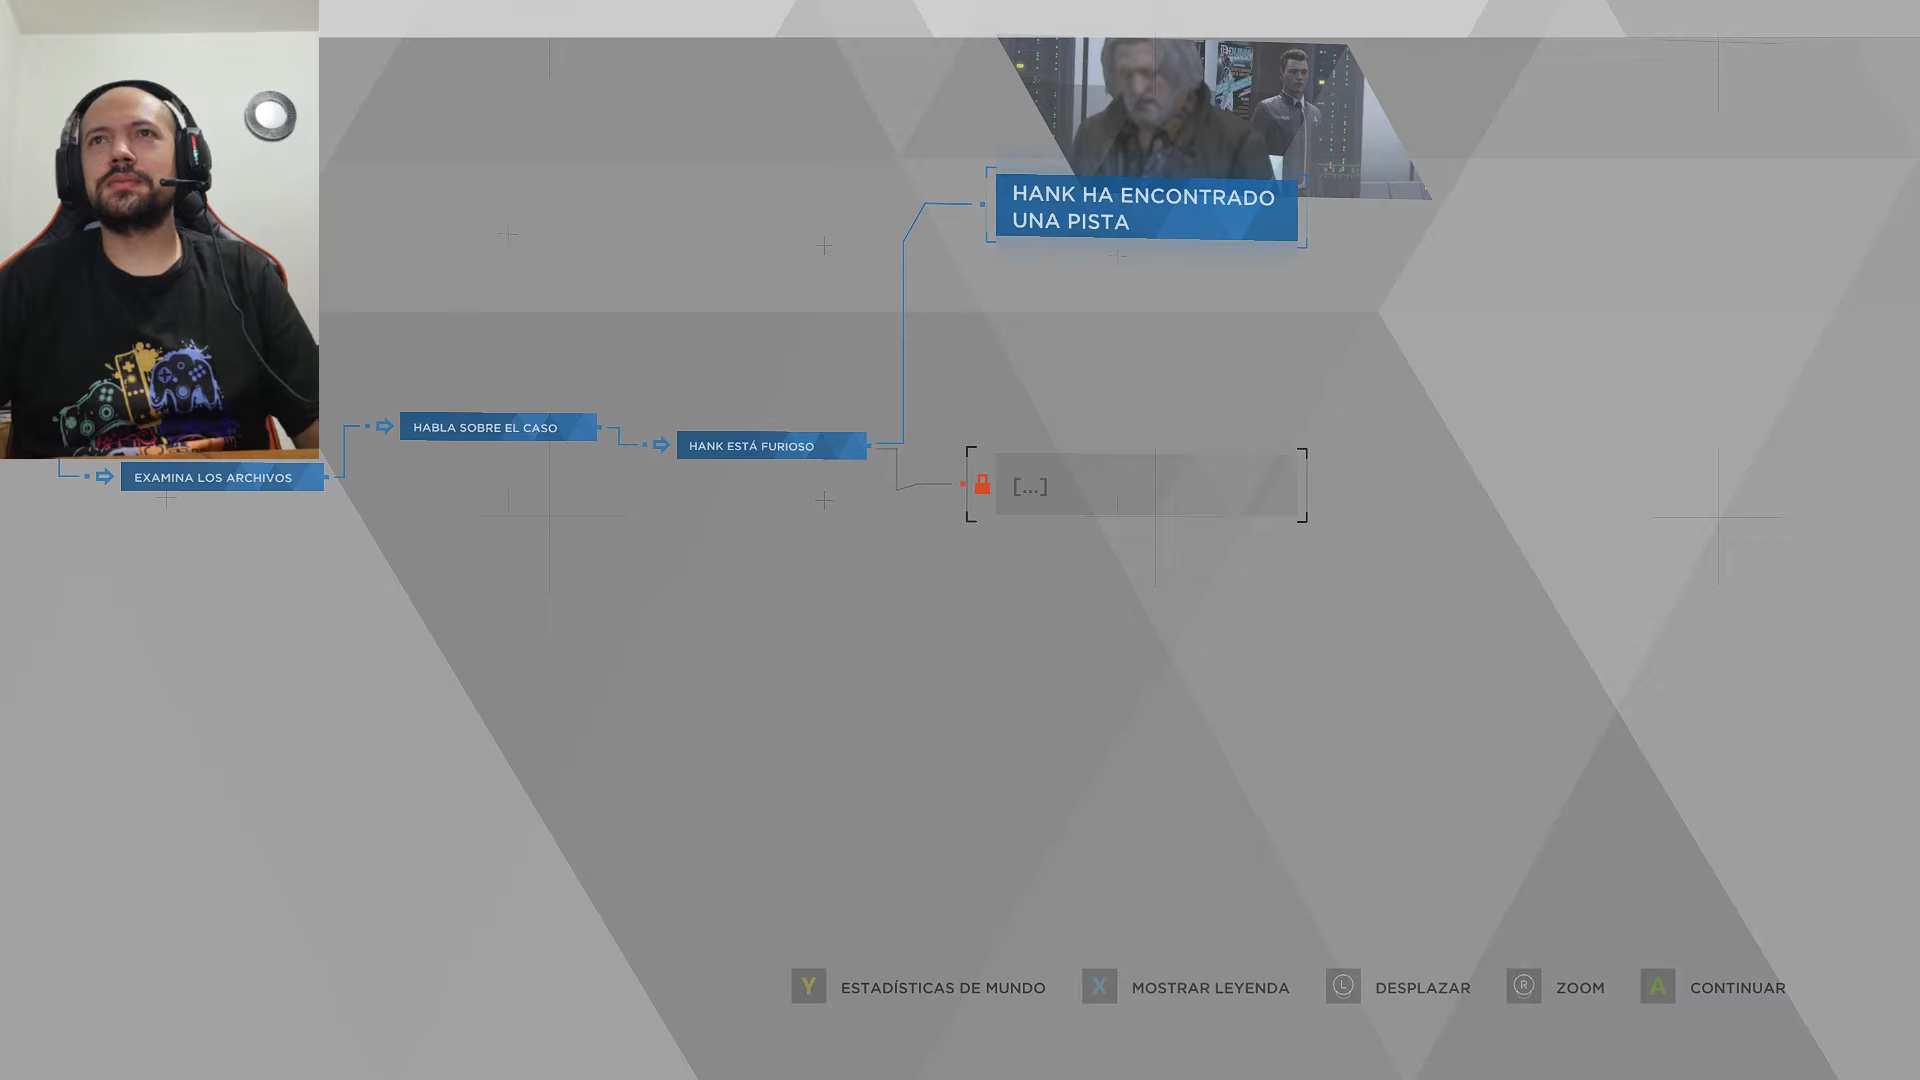 HANK HA ENCONTRADO
UNA PISTA
HABLA SOBRE EL CASO
HANK ESTÁ FURIOSO
EXAMINA LOS ARCHIVOS
[...]
Y ESTADÍSTICAS DE MUNDO
X MOSTRAR LEYENDA
L DESPLAZAR
R ZOOM
A CONTINUAR